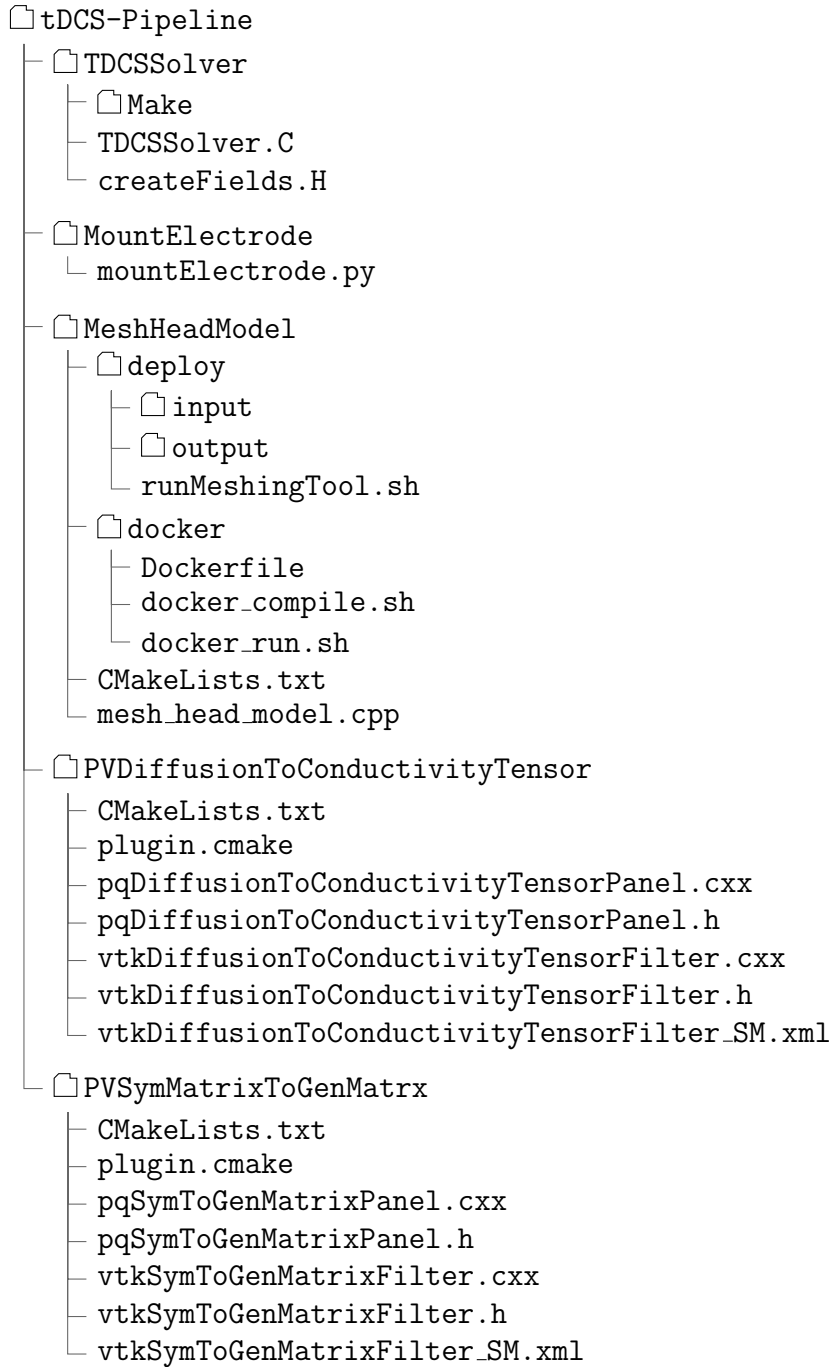 tDCS-Pipeline
TDCSSolver
Make
TDCSSolver.C
createFields.H
MountElectrode
mountElectrode.py
MeshHeadModel
deploy
input
output
runMeshingTool.sh
docker
Dockerfile
docker_compile.sh
docker_run.sh
CMakeLists.txt
mesh_head_model.cpp
PVDiffusionToConductivityTensor
CMakeLists.txt
plugin.cmake
pqDiffusionToConductivityTensorPanel.cxx
pqDiffusionToConductivityTensorPanel.h
vtkDiffusionToConductivityTensorFilter.cxx
vtkDiffusionToConductivityTensorFilter.h
vtkDiffusionToConductivityTensorFilter_SM.xml
PVSymMatrixToGenMatrx
CMakeLists.txt
plugin.cmake
pqSymToGenMatrixPanel.cxx
pqSymToGenMatrixPanel.h
vtkSymToGenMatrixFilter.cxx
vtkSymToGenMatrixFilter.h
vtkSymToGenMatrixFilter_SM.xml